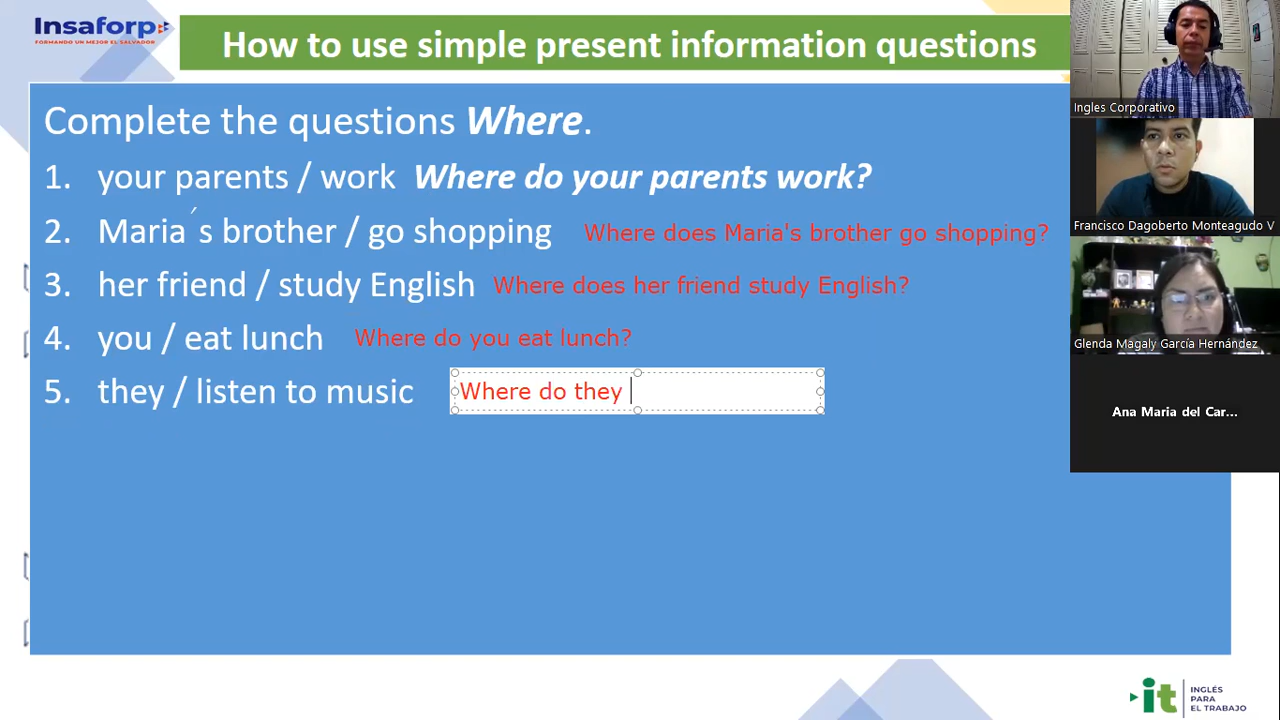 Insaforp
FORMANDO UN MEJOR EL SALVADOR
How to use simple present information questions
Complete the questions Where.
1. your parents / work Where do your parents work?
2. Maria´s brother / go shopping Where does Maria's brother go shopping?
3. her friend / study English Where does her friend study English?
4. you / eat lunch Where do you eat lunch?
5. they / listen to music Where do they
Ingles Corporativo
Francisco Dagoberto Monteagudo V
Glenda Magaly García Hernández
Ana Maria del Car...
it
INGLÉS
PARA
EL TRABAJO